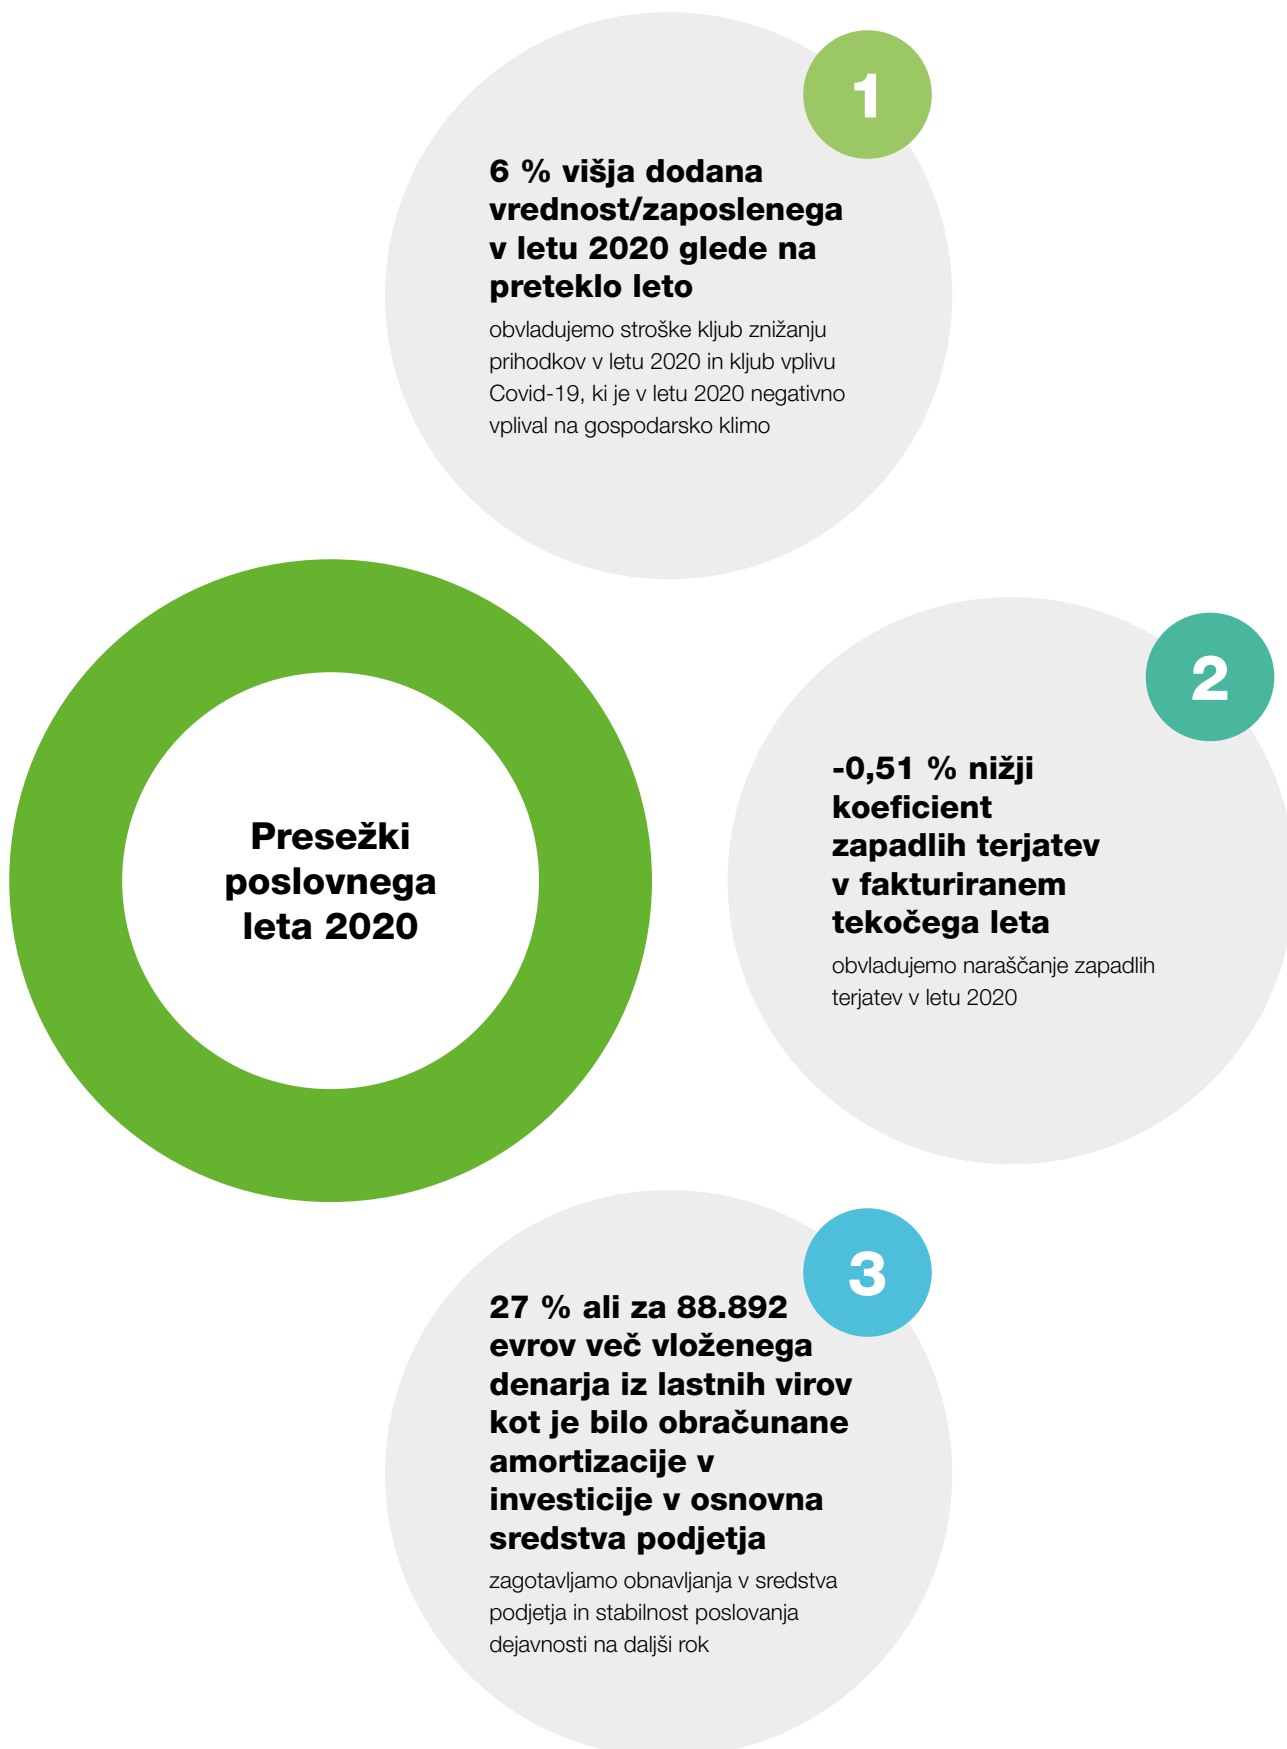 1
6 % višja dodana
vrednost/zaposlenega
v letu 2020 glede na
preteklo leto
obvladujemo stroške kljub znižanju
prihodkov v letu 2020 in kljub vplivu
Covid-19, ki je v letu 2020 negativno
vplival na gospodarsko klimo
Presežki
poslovnega
leta 2020
2
-0,51 % nižji
koeficient
zapadlih terjatev
v fakturiranem
tekočega leta
obvladujemo naraščanje zapadlih
terjatev v letu 2020
3
27 % ali za 88.892
evrov več vloženega
denarja iz lastnih virov
kot je bilo obračunane
amortizacije v
investicije v osnovna
sredstva podjetja
zagotavljamo obnavljanja v sredstva
podjetja in stabilnost poslovanja
dejavnosti na daljši rok